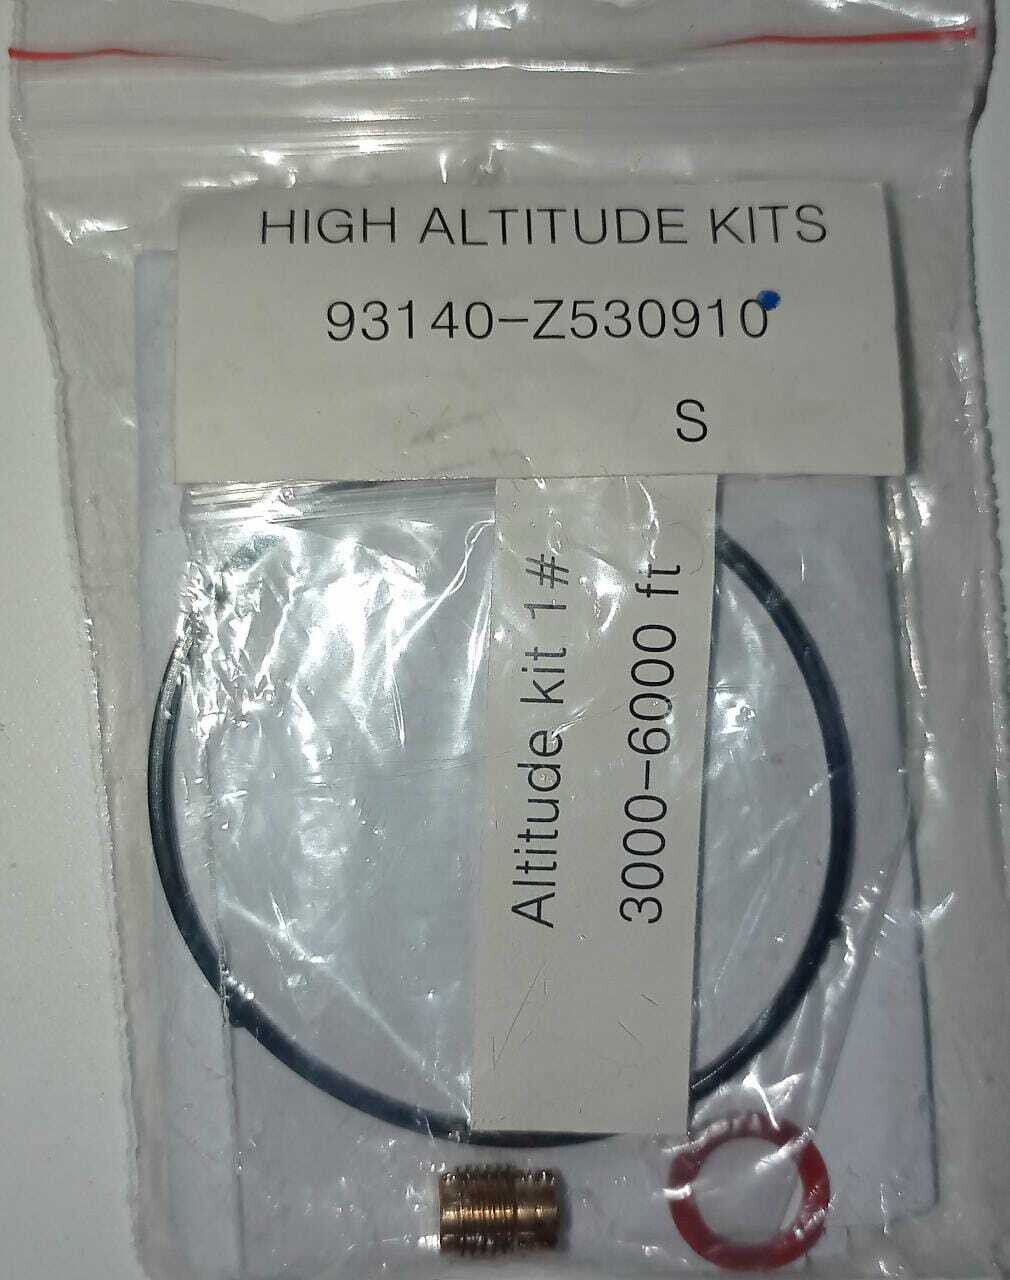 HIGH ALTITUDE KITS
93140-Z530910
S
Altitude kit 1#
3000-6000 ft